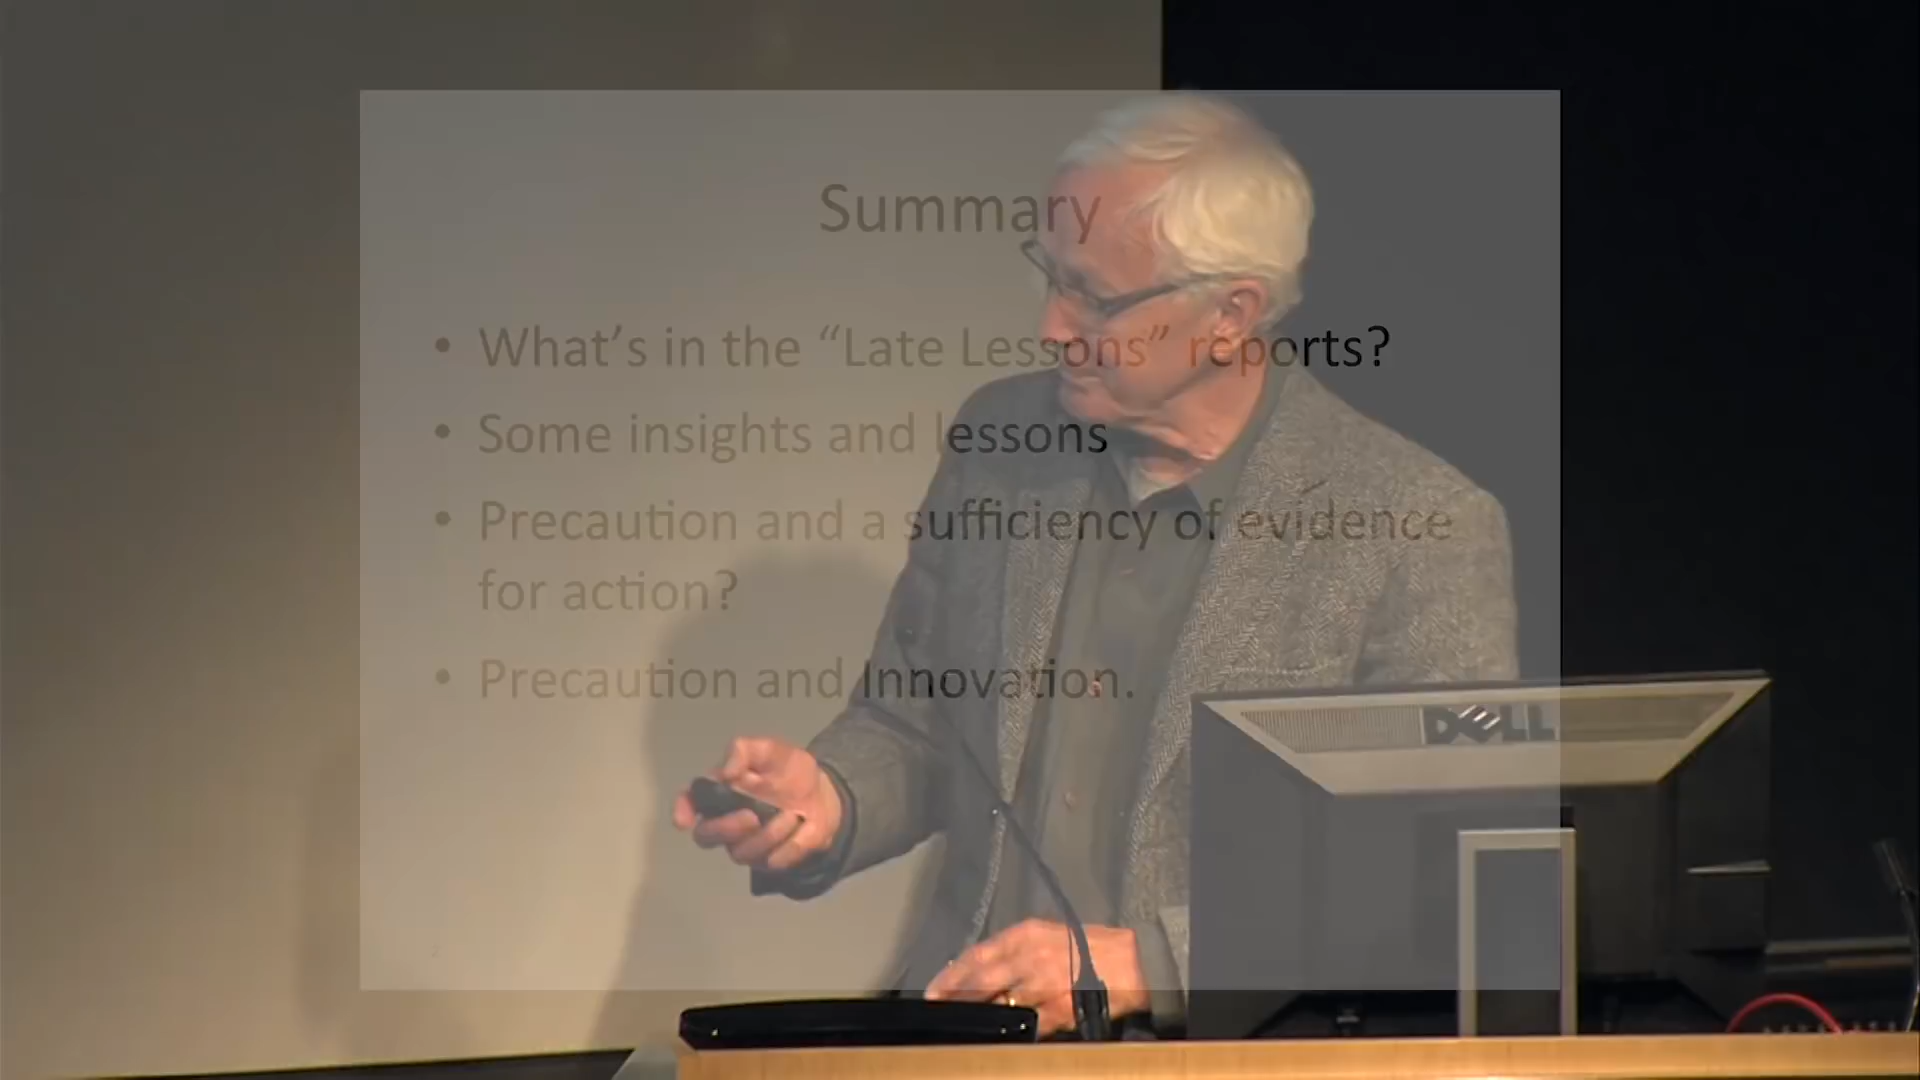 Summary
• What's in the “Late Lessons” reports?
• Some insights and lessons
• Precaution and a sufficiency of evidence
for action?
• Precaution and Innovation.
DELL